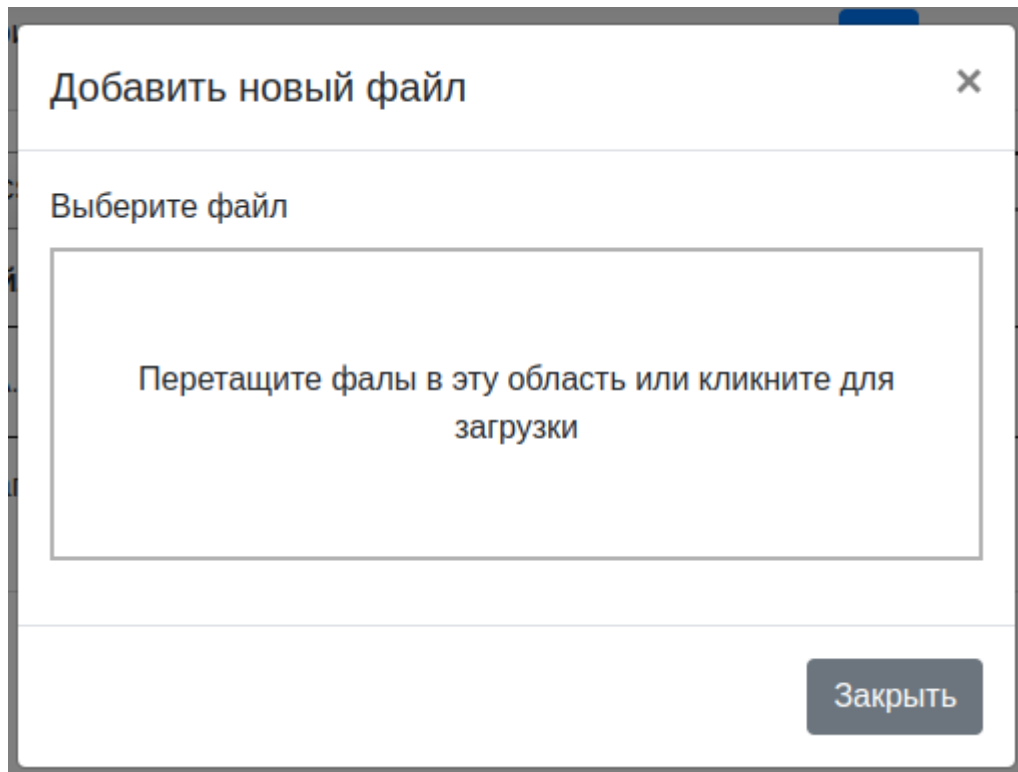 Добавить новый файл
×
Выберите файл
Перетащите фалы в эту область или кликните для
загрузки
Закрыть